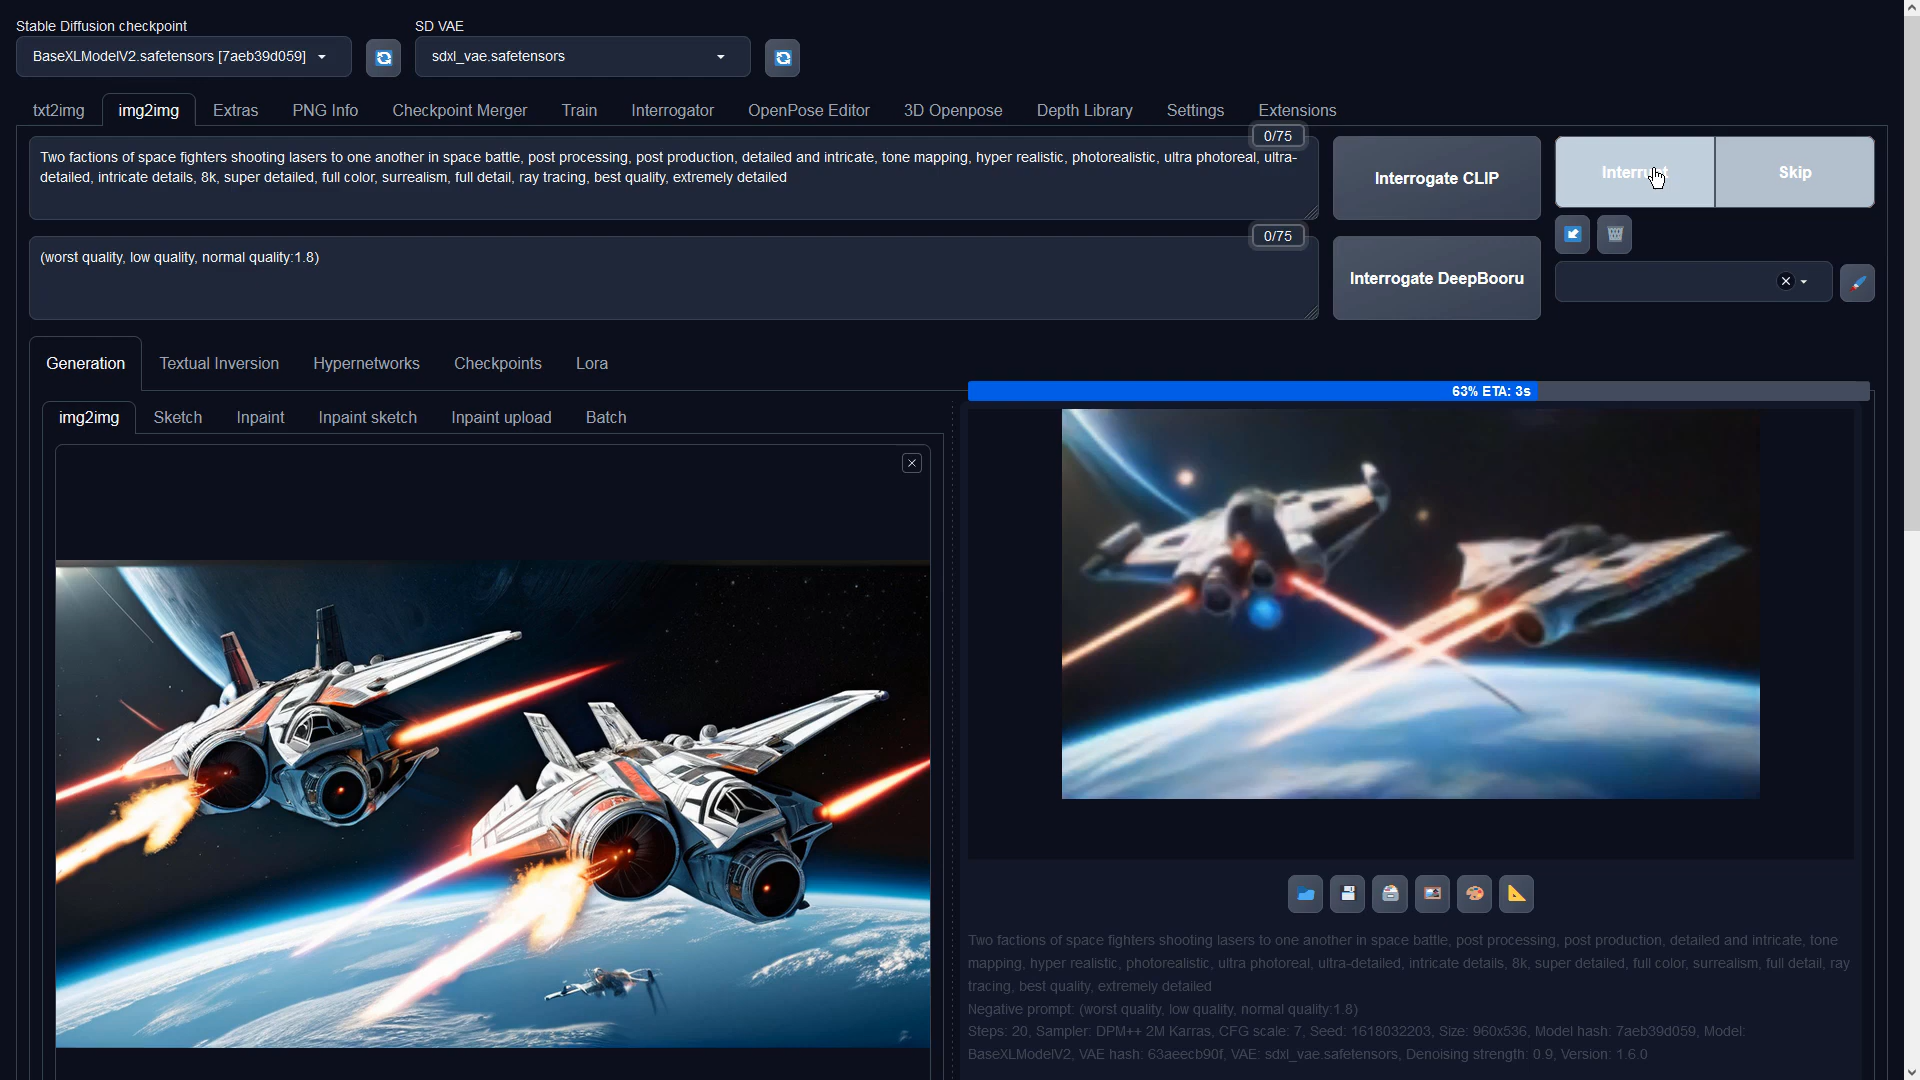 Stable Diffusion checkpoint
SD VAE
BaseXLModelV2.safetensors [7aeb39d059]
sdxl_vae.safetensors
txt2img
img2img
Extras
PNG Info
Checkpoint Merger
Train
Interrogator
OpenPose Editor
3D Openpose
Depth Library
Settings
Extensions
0/75
Two factions of space fighters shooting lasers to one another in space battle, post processing, post production, detailed and intricate, tone mapping, hyper realistic, photorealistic, ultra photoreal, ultra-
detailed, intricate details, 8k, super detailed, full color, surrealism, full detail, ray tracing, best quality, extremely detailed
Interrogate CLIP
Skip
0/75
(worst quality, low quality, normal quality:1.8)
Interrogate DeepBooru
Generation
Textual Inversion
Hypernetworks
Checkpoints
Lora
63% ETA: 3s
img2img
Sketch
Inpaint
Inpaint sketch
Inpaint upload
Batch
Two factions of space fighters shooting lasers to one another in space battle, post processing, post production, detailed and intricate, tone
mapping, hyper realistic, photorealistic, ultra photoreal, ultra-detailed, intricate details, 8k, super detailed, full color, surrealism, full detail, ray
tracing, best quality, extremely detailed
Negative prompt: (worst quality, low quality, normal quality:1.8)
Steps: 20, Sampler: DPM++ 2M Karras, CFG scale: 7, Seed: 1618032203, Size: 960x536, Model hash: 7aeb39d059, Model:
BaseXLModelV2, VAE hash: 63aeecb90f, VAE: sdxl_vae.safetensors, Denoising strength: 0.9, Version: 1.6.0